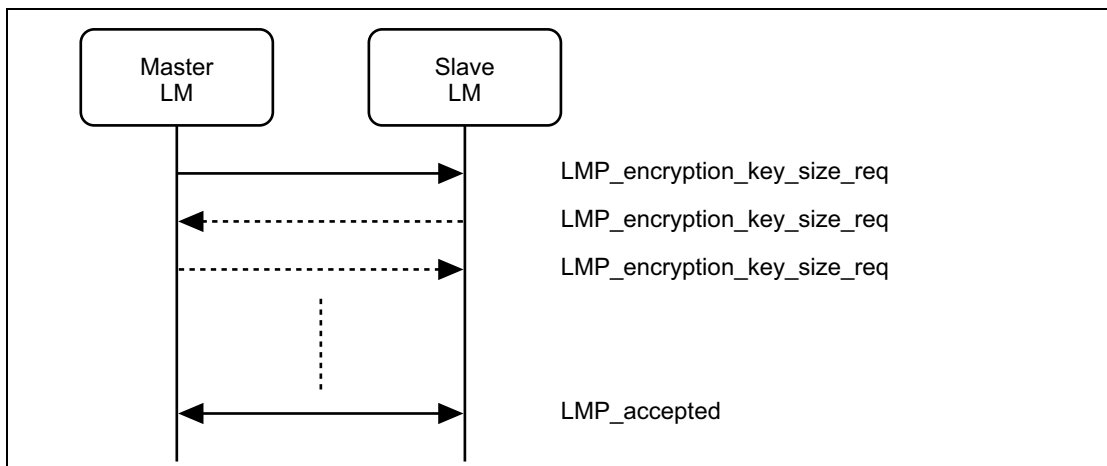 Master
LM
Slave
LM
LMP_encryption_key_size_req
LMP_encryption_key_size_req
LMP_encryption_key_size_req
LMP_accepted